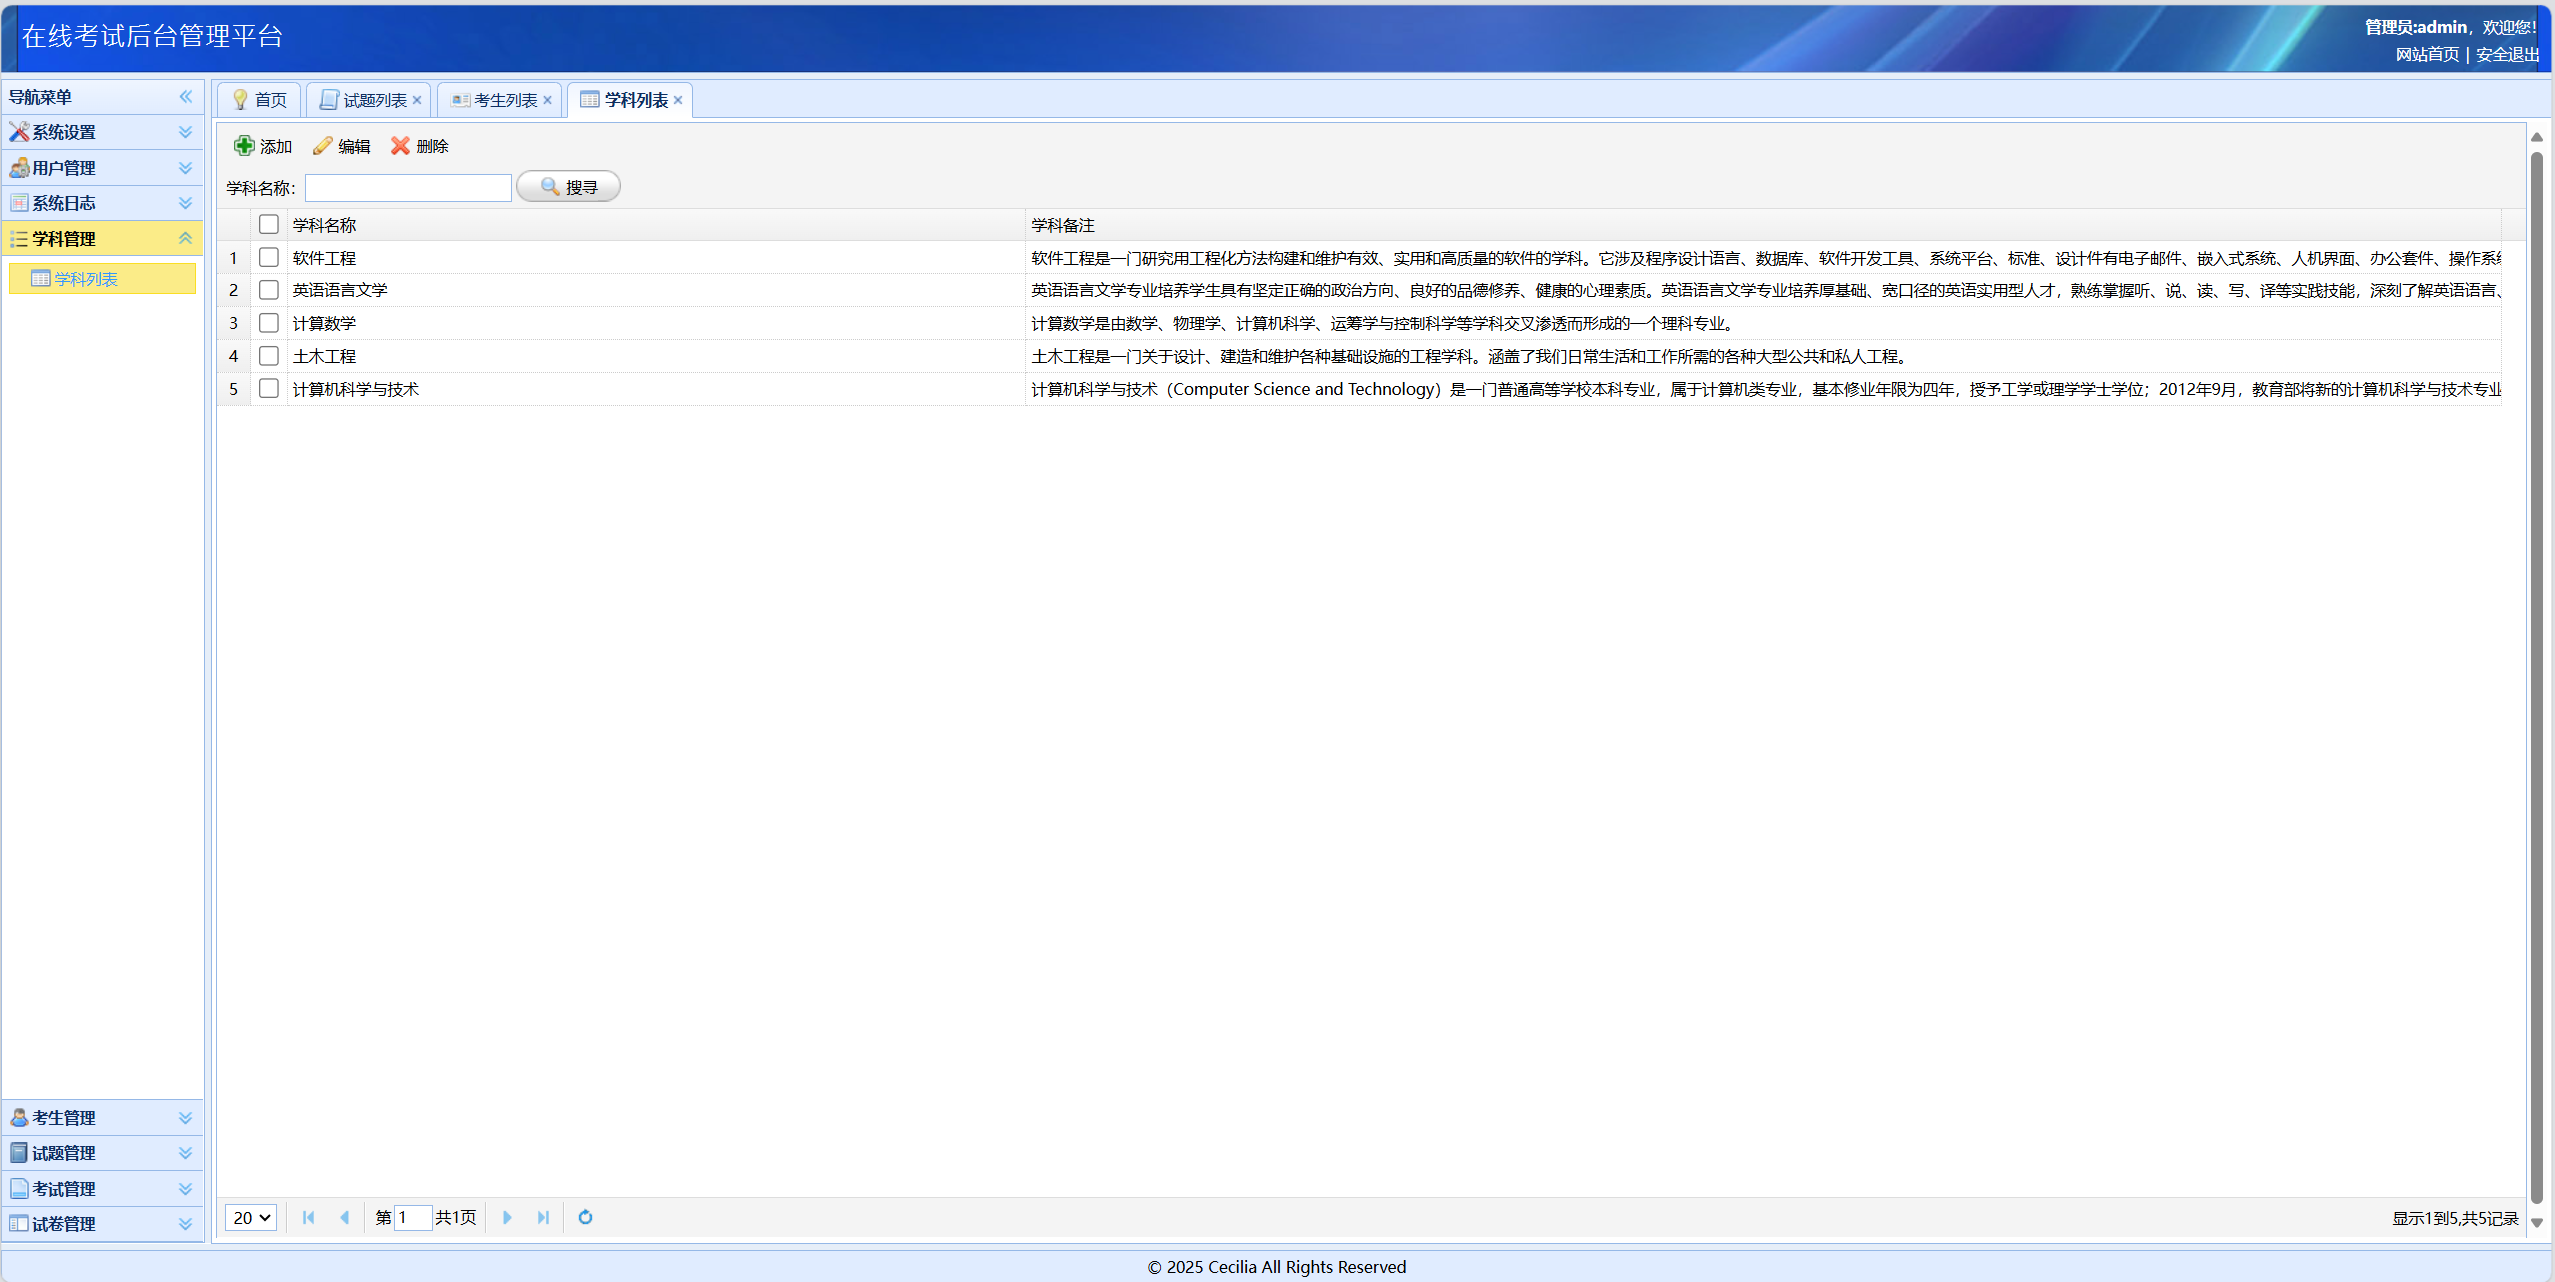 在线考试后台管理平台
管理员:admin，欢迎您!
网站首页 | 安全退出
导航菜单
系统设置
用户管理
系统日志
学科管理
学科列表
考生管理
试题管理
考试管理
试卷管理
首页 试题列表 考生列表 学科列表
添加 编辑 删除
学科名称: 搜寻
学科名称 学科备注
1 软件工程 软件工程是一门研究用工程化方法构建和维护有效、实用和高质量的软件的学科。它涉及程序设计语言、数据库、软件开发工具、系统平台、标准、设计件有电子邮件、嵌入式系统、人机界面、办公套件、操作系统
2 英语语言文学 英语语言文学专业培养学生具有坚定正确的政治方向、良好的品德修养、健康的心理素质。英语语言文学专业培养厚基础、宽口径的英语实用型人才，熟练掌握听、说、读、写、译等实践技能，深刻了解英语语言、
3 计算数学 计算数学是由数学、物理学、计算机科学、运筹学与控制科学等学科交叉渗透而形成的一个理科专业。
4 土木工程 土木工程是一门关于设计、建造和维护各种基础设施的工程学科。涵盖了我们日常生活和工作所需的各种大型公共和私人工程。
5 计算机科学与技术 计算机科学与技术（Computer Science and Technology）是一门普通高等学校本科专业，属于计算机类专业，基本修业年限为四年，授予工学或理学学士学位；2012年9月，教育部将新的计算机科学与技术专业
20 第 1 共1页 显示1到5,共5记录
© 2025 Cecilia All Rights Reserved